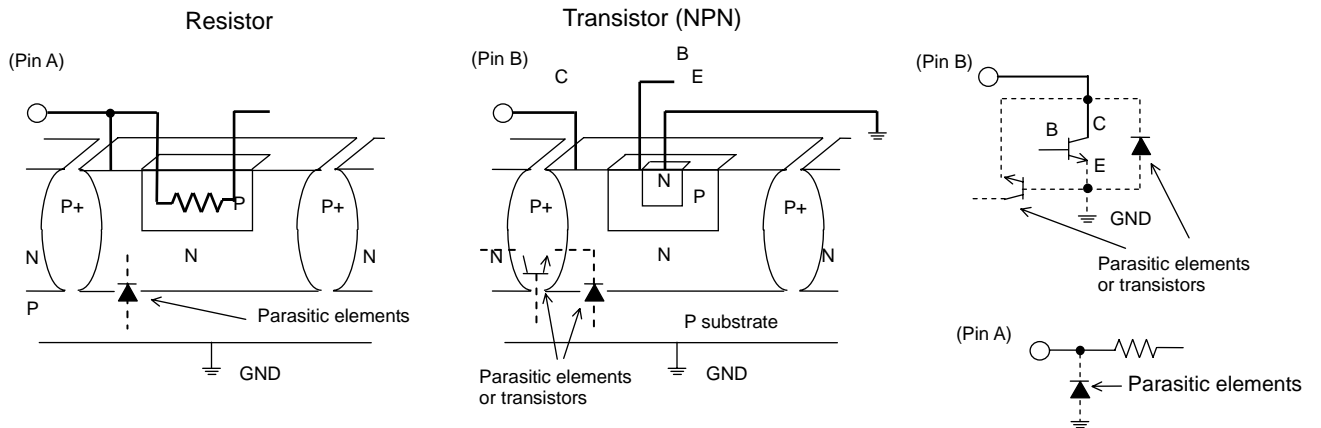 Resistor
(Pin A)
P+
P
P+
N
N
N
P
Parasitic elements
GND
Transistor (NPN)
(Pin B)
C
B
E
P+
N
P
P+
N
N
N
P substrate
Parasitic elements
or transistors
GND
(Pin B)
B
C
E
GND
Parasitic elements
or transistors
(Pin A)
Parasitic elements